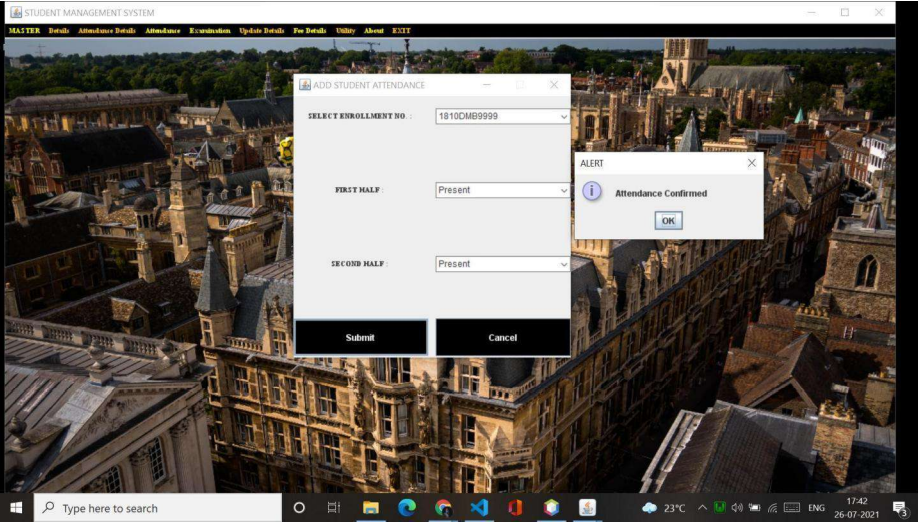 STUDENT MANAGEMENT SYSTEM
MASTER Details Attendance Details Attendance Examination Update Details Fee Details Utility About EXIT
ADD STUDENT ATTENDANCE
SELECT ENROLLMENT NO. : 1810DMB9999
FIRST HALF : Present
SECOND HALF : Present
Submit Cancel
ALERT
Attendance Confirmed
OK
Type here to search
23°C ENG 17:42
26-07-2021
3